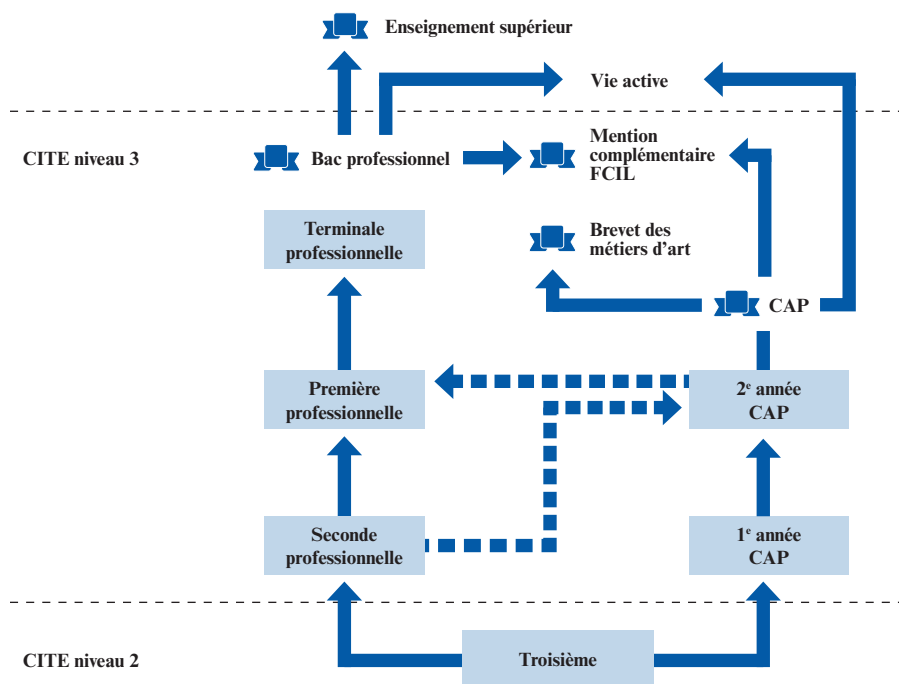 Enseignement supérieur
Vie active
CITE niveau 3
Bac professionnel
Mention
complémentaire
FCIL
Terminale
professionnelle
Brevet des
métiers d'art
CAP
Première
professionnelle
2e année
CAP
Seconde
professionnelle
1e année
CAP
CITE niveau 2
Troisième